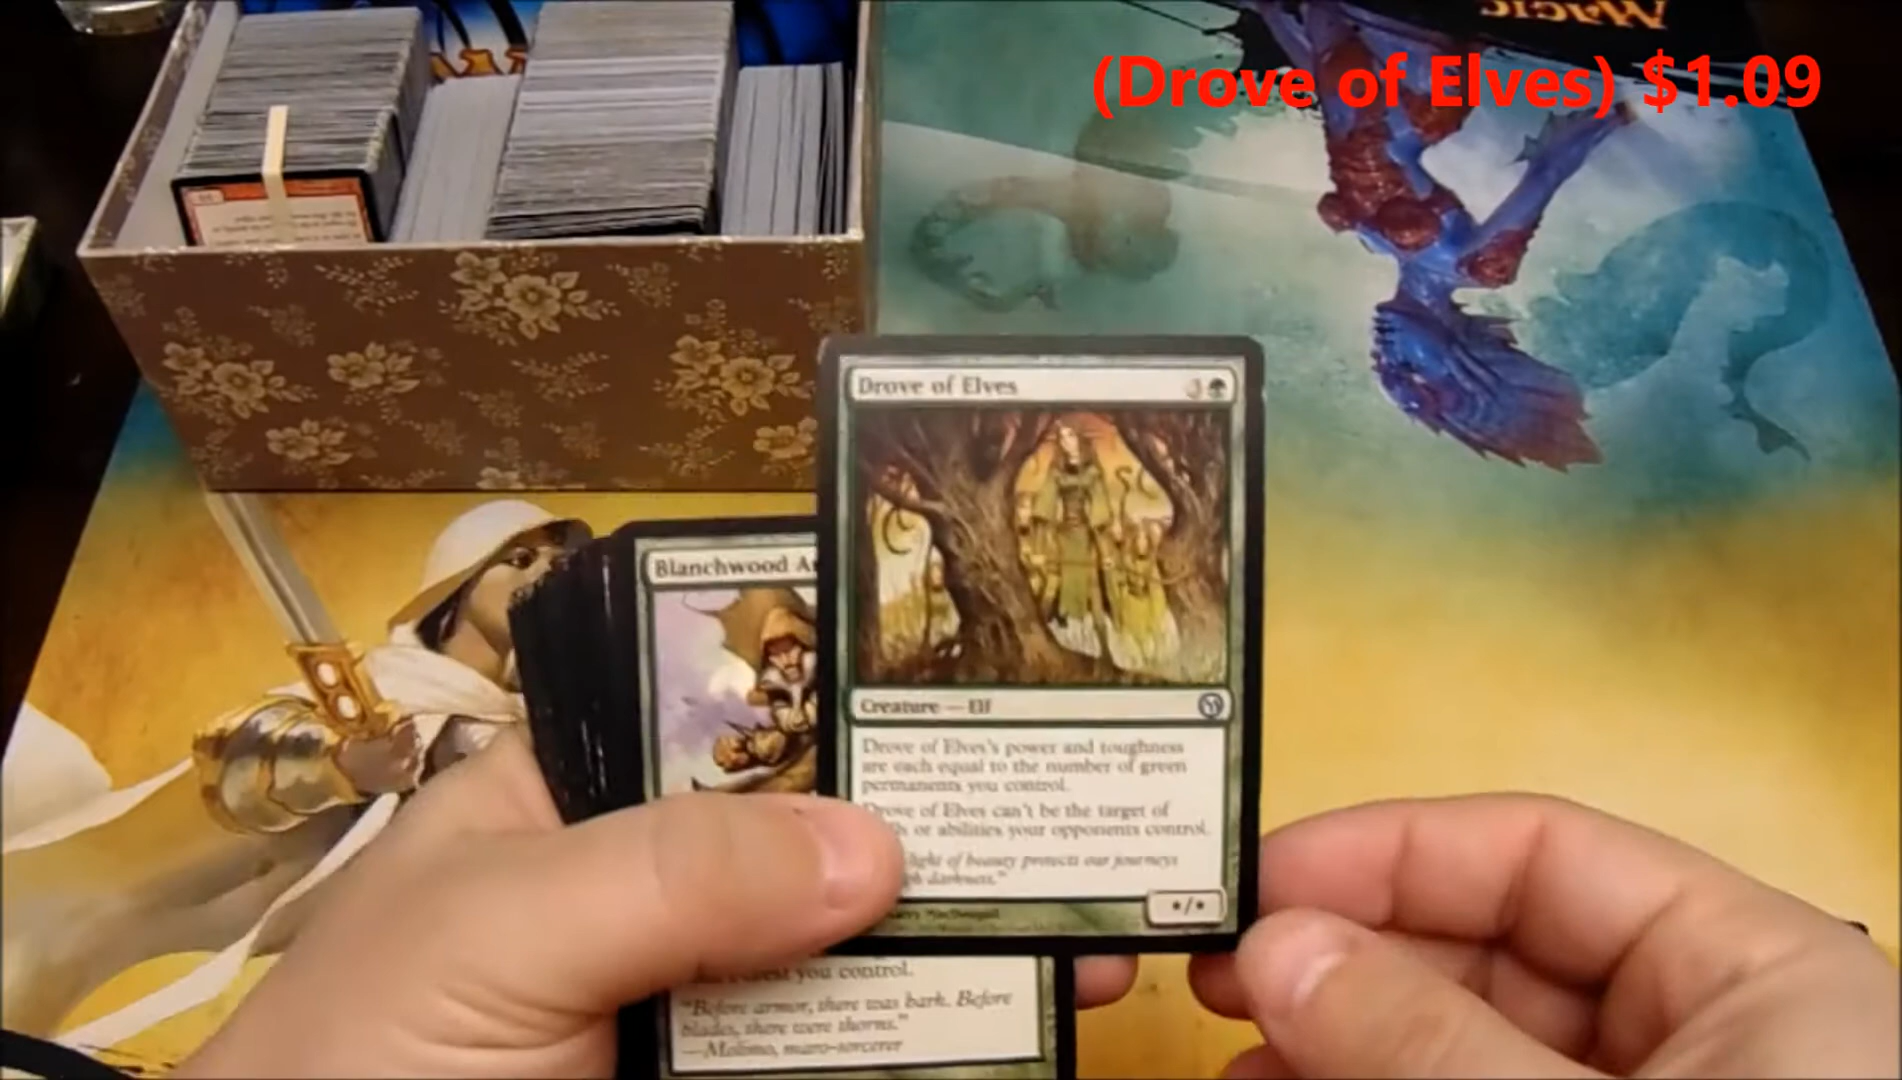 MAGIC
(Drove of Elves) $1.09
Drove of Elves
3
Blanchwood
Creature — Elf
Drove of Elves's power and toughness
are each equal to the number of green
permanents you control.
Drove of Elves can't be the target of
or abilities your opponents control.
light of beauty protects our journeys
darkness."
*/*
you control.
"Before armor, there was bark. Before
blades, there were thorns."
—Molimo, maro-sorcerer